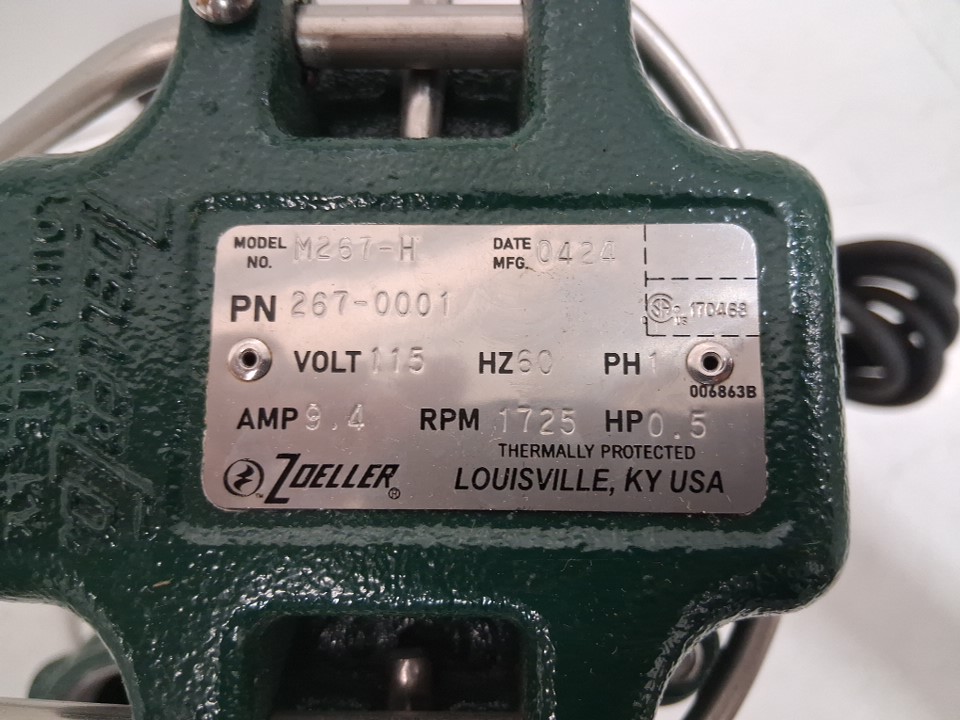 MODEL NO. M267-H DATE MFG. 0424
PN 267-0001
170468
VOLT 115 HZ 60 PH 1
006863B
AMP 9.4 RPM 1725 HP 0.5
THERMALLY PROTECTED
ZOELLER ® LOUISVILLE, KY USA